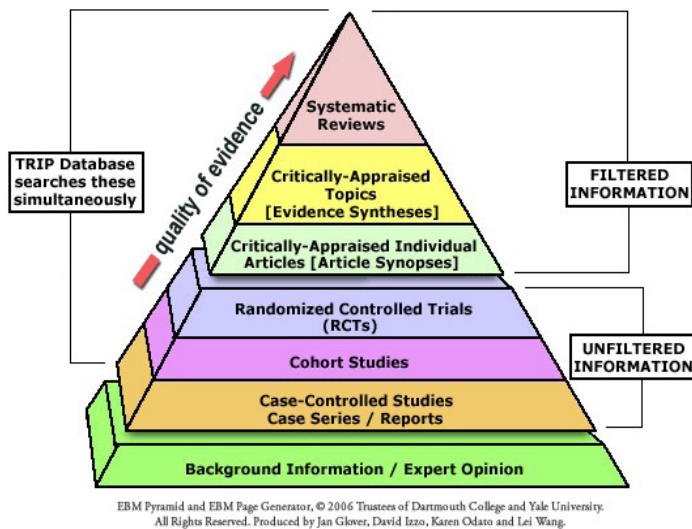 Systematic
Reviews
quality of evidence
TRIP Database
searches these
simultaneously
FILTERED
INFORMATION
Critically-Appraised
Topics
[Evidence Syntheses]
Critically-Appraised Individual
Articles [Article Synopses]
Randomized Controlled Trials
(RCTs)
UNFILTERED
INFORMATION
Cohort Studies
Case-Controlled Studies
Case Series / Reports
Background Information / Expert Opinion
EBM Pyramid and EBM Page Generator, © 2006 Trustees of Dartmouth College and Yale University.
All Rights Reserved. Produced by Jan Glover, David Izzo, Karen Odato and Lei Wang.